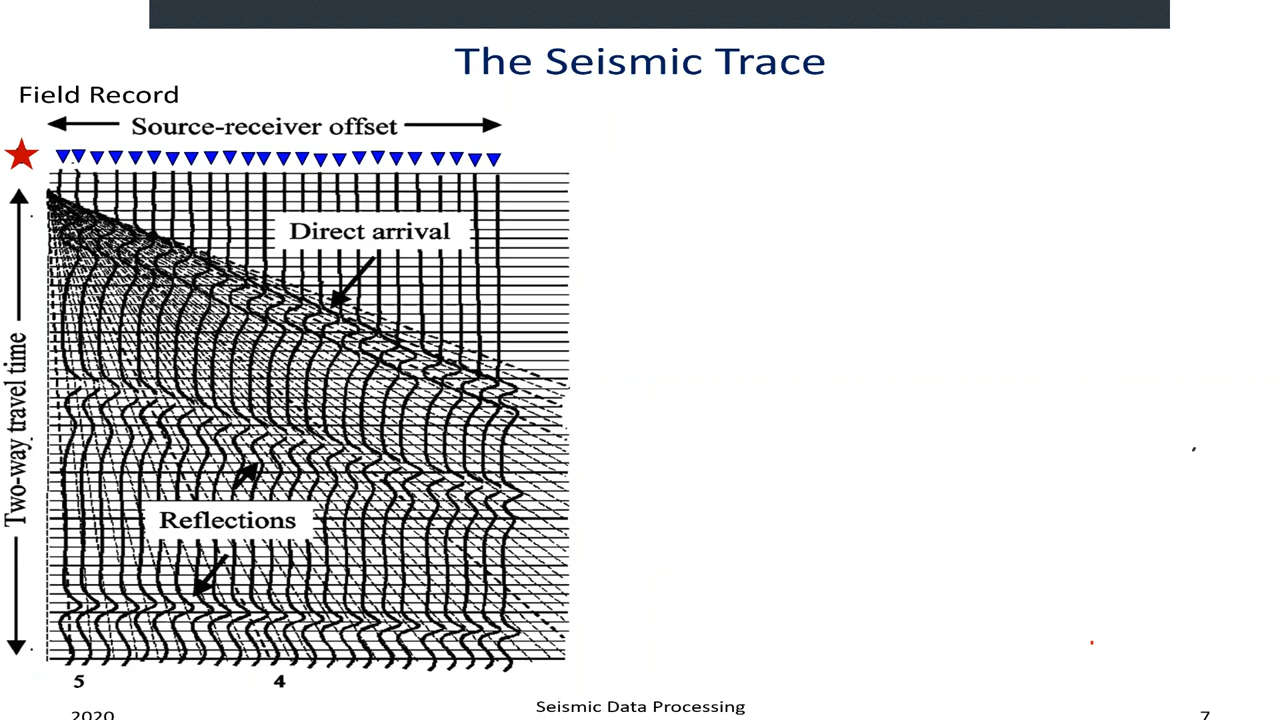 The Seismic Trace
Field Record
Source-receiver offset
Direct arrival
Two-way travel time
Reflections
5 4
2020
Seismic Data Processing
7